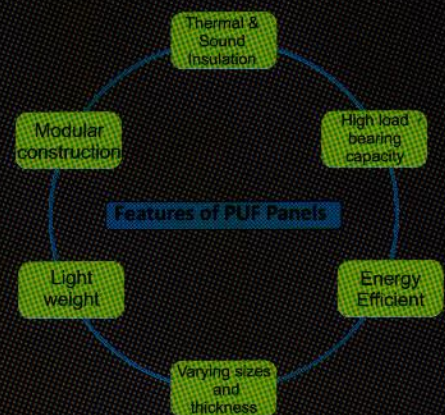 Thermal &
Sound
Insulation
High load
bearing
capacity
Energy
Efficient
Varying sizes
and
thickness
Light
weight
Modular
construction
Features of PUF Panels